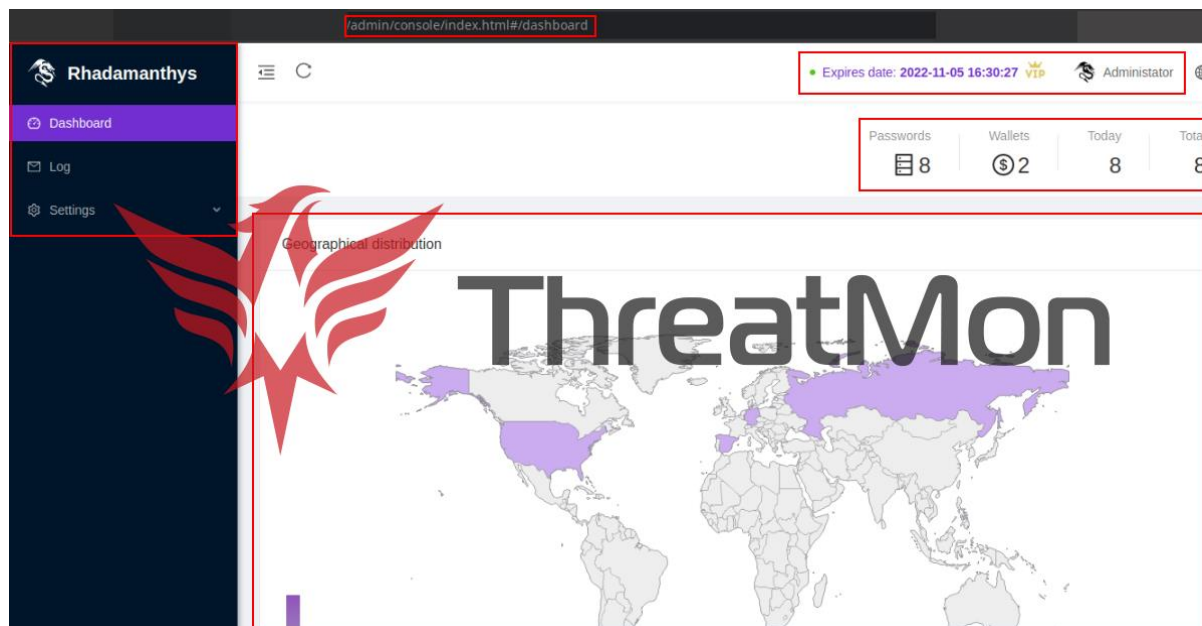 /admin/console/index.html#/dashboard
Rhadamanthys
Expires date: 2022-11-05 16:30:27 VIP
Administator
Dashboard
Log
Settings
Passwords Wallets Today
8 2 8 8
Geographical distribution
ThreatMon